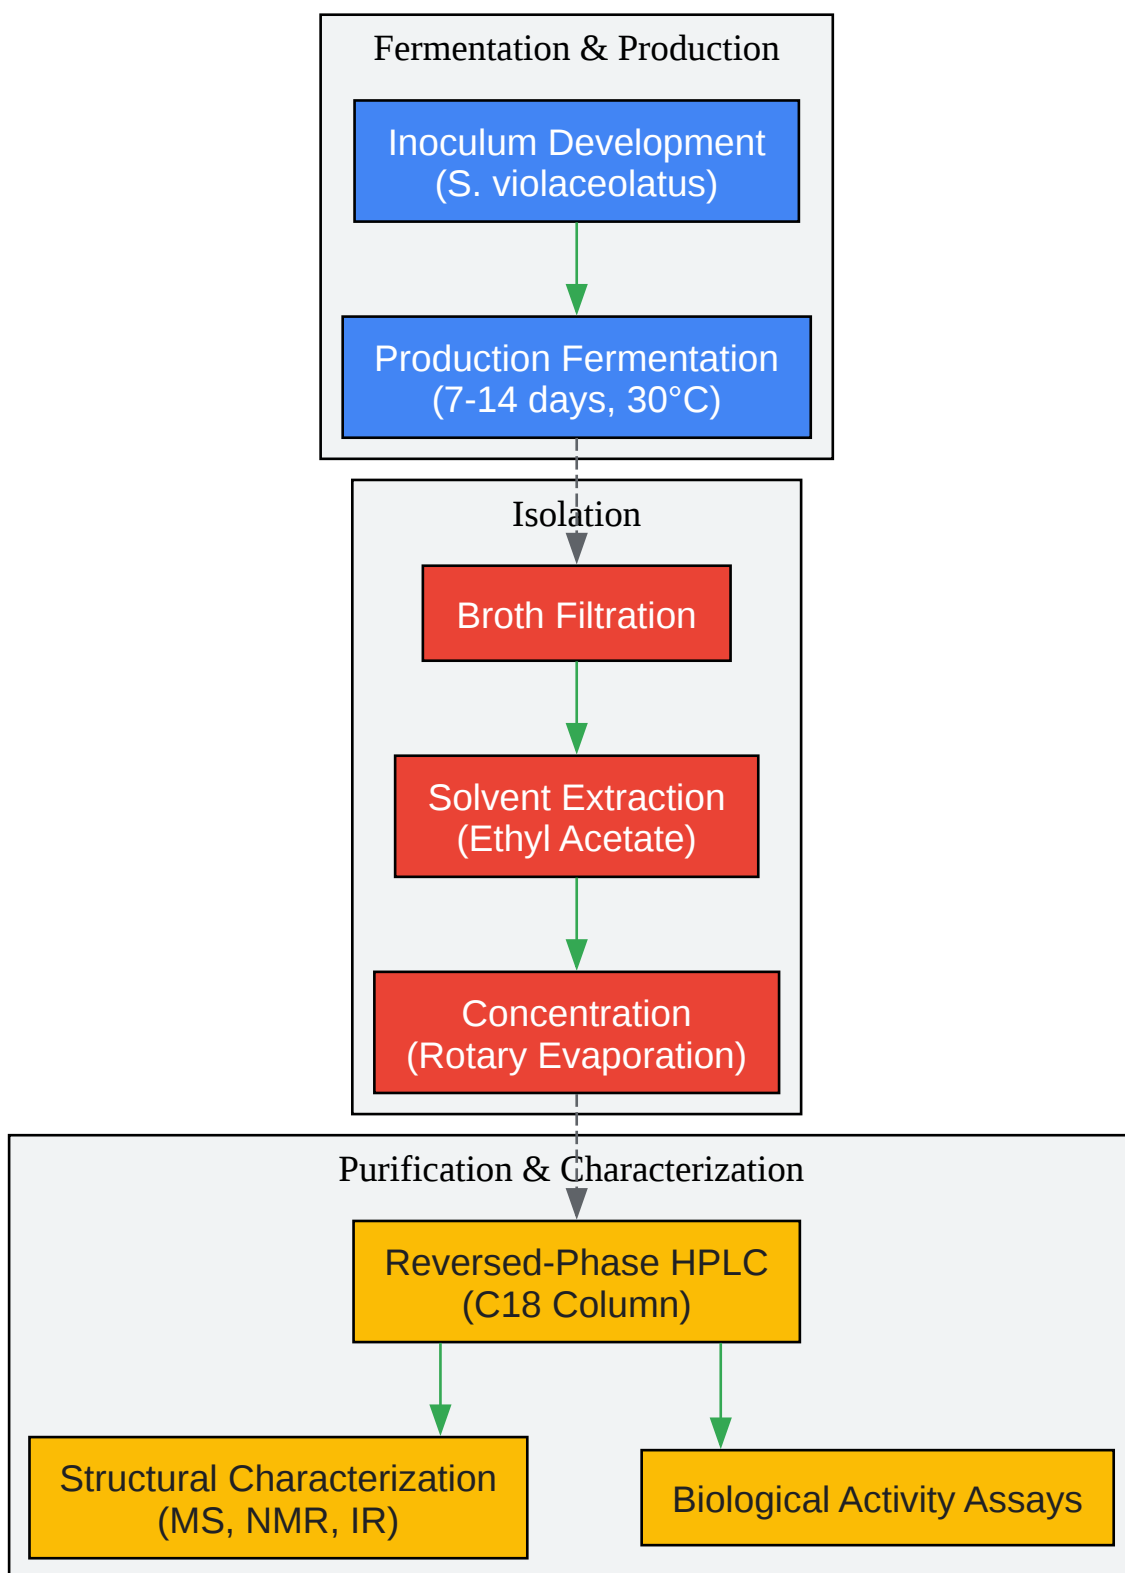 Fermentation & Production
Inoculum Development
(S. violaceolatus)
Production Fermentation
(7-14 days, 30°C)
Isolation
Broth Filtration
Solvent Extraction
(Ethyl Acetate)
Concentration
(Rotary Evaporation)
Purification & Characterization
Reversed-Phase HPLC
(C18 Column)
Structural Characterization
(MS, NMR, IR)
Biological Activity Assays